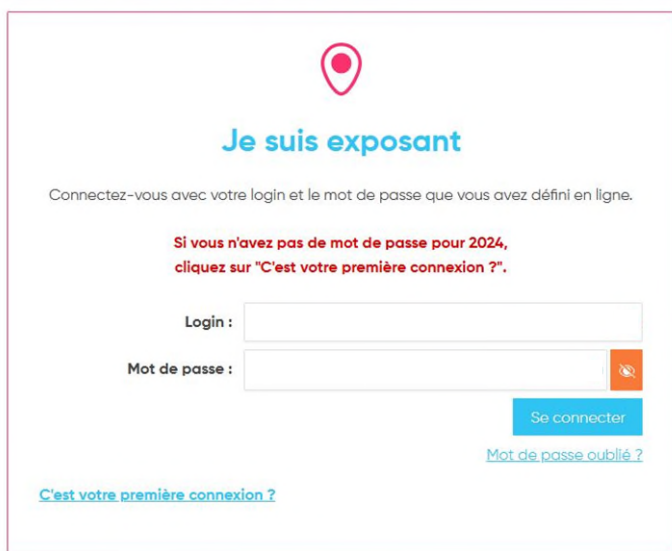 Je suis exposant
Connectez-vous avec votre login et le mot de passe que vous avez défini en ligne.
Si vous n'avez pas de mot de passe pour 2024,
cliquez sur "C'est votre première connexion ?".
Login :
Mot de passe :
Se connecter
Mot de passe oublié ?
C'est votre première connexion ?